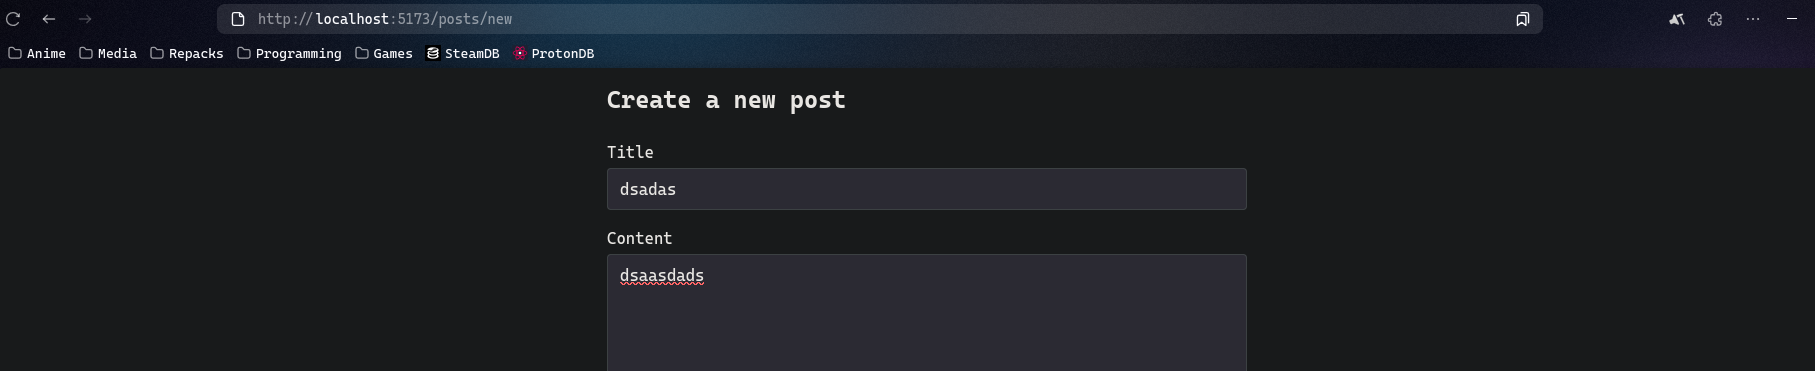 http://localhost:5173/posts/new
Anime Media Repacks Programming Games SteamDB ProtonDB
Create a new post
Title
dsadas
Content
dsaasdads